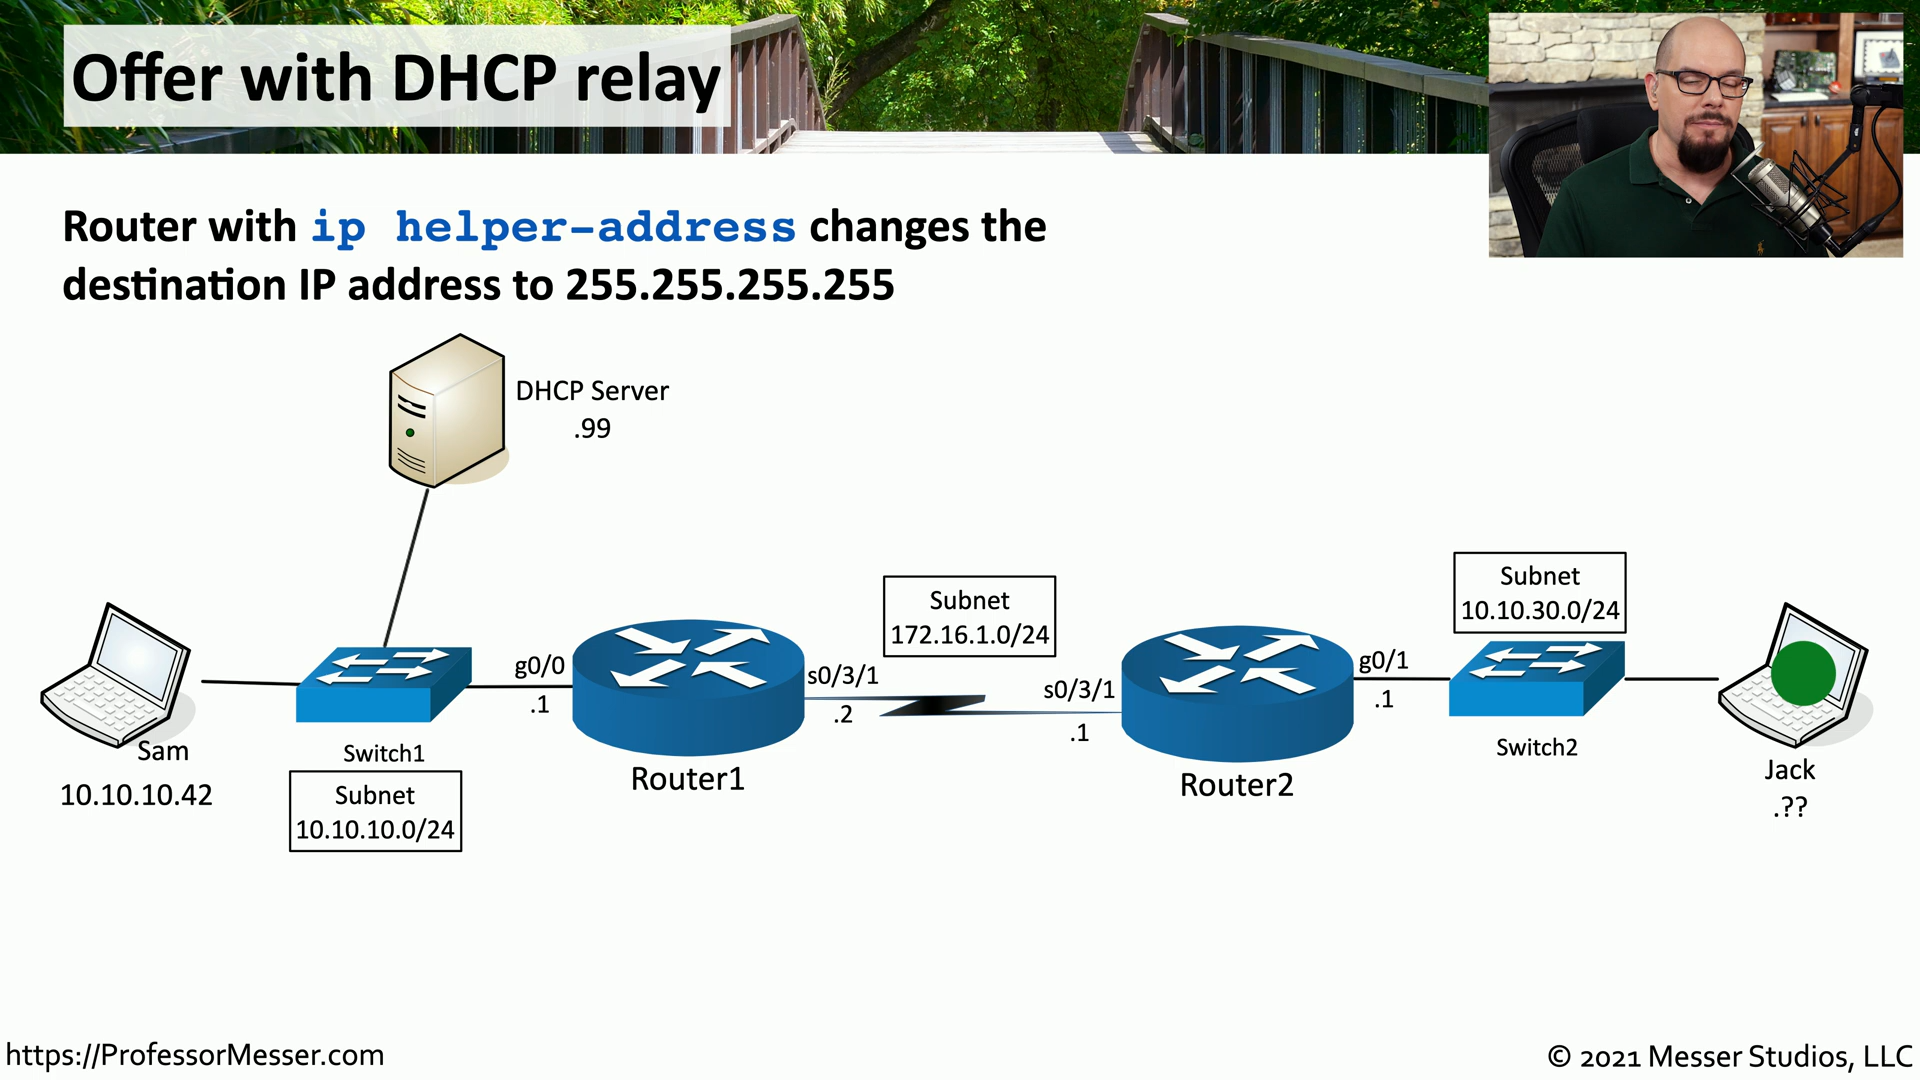 Offer with DHCP relay
Router with ip helper-address changes the
destination IP address to 255.255.255.255
DHCP Server
.99
Subnet
172.16.1.0/24
Subnet
10.10.30.0/24
g0/0
.1
s0/3/1
.2
s0/3/1
.1
g0/1
.1
Sam
10.10.10.42
Switch1
Subnet
10.10.10.0/24
Router1
Router2
Switch2
Jack
.??
https://ProfessorMesser.com
© 2021 Messer Studios, LLC